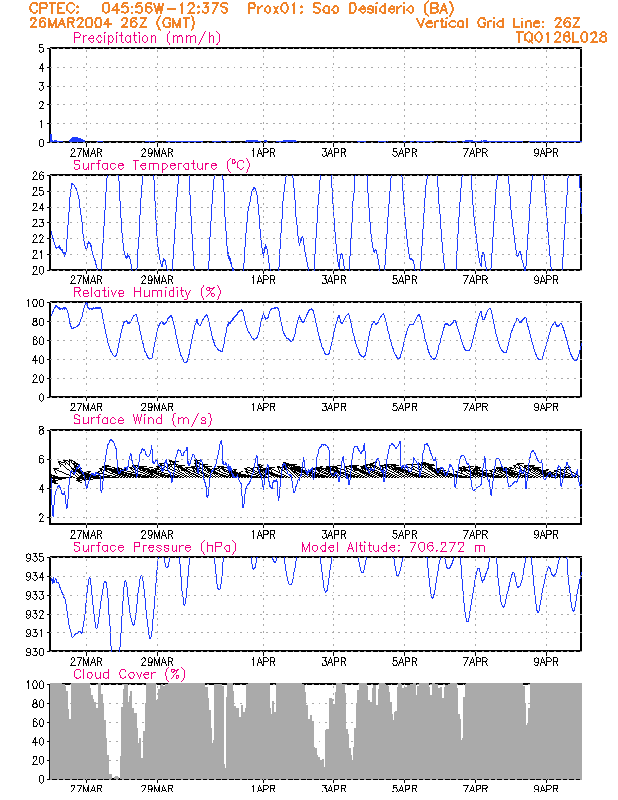 CPTEC: 045:56W-12:37S Prox01: Sao Desiderio (BA)
26MAR2004 26Z (GMT) Vertical Grid Line: 26Z
Precipitation (mm/h) TQ0126L028
5
4
3
2
1
0
27MAR 29MAR 1APR 3APR 5APR 7APR 9APR
Surface Temperature (°C)
26
25
24
23
22
21
20
27MAR 29MAR 1APR 3APR 5APR 7APR 9APR
Relative Humidity (%)
100
80
60
40
20
0
27MAR 29MAR 1APR 3APR 5APR 7APR 9APR
Surface Wind (m/s)
8
6
4
2
27MAR 29MAR 1APR 3APR 5APR 7APR 9APR
Surface Pressure (hPa) Model Altitude: 706.272 m
935
934
933
932
931
930
27MAR 29MAR 1APR 3APR 5APR 7APR 9APR
Cloud Cover (%)
100
80
60
40
20
0
27MAR 29MAR 1APR 3APR 5APR 7APR 9APR